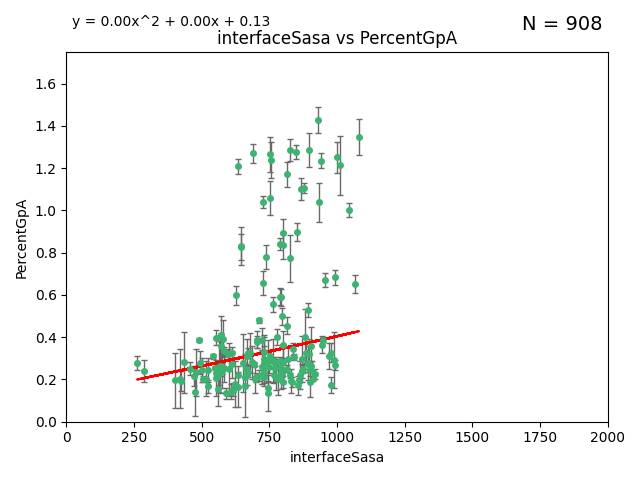 y = 0.00x^2 + 0.00x + 0.13
N = 908
interfaceSasa vs PercentGpA
PercentGpA
1.6
1.4
1.2
1.0
0.8
0.6
0.4
0.2
0.0
0 250 500 750 1000 1250 1500 1750 2000
interfaceSasa